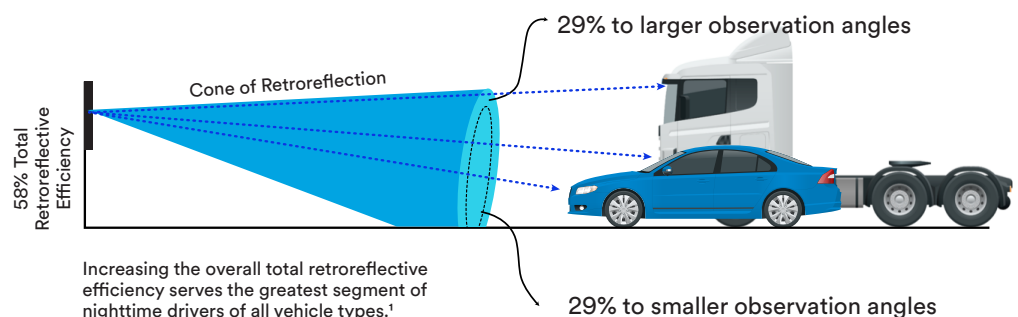 29% to larger observation angles
Cone of Retroreflection
58% Total
Retroreflective
Efficiency
Increasing the overall total retroreflective
efficiency serves the greatest segment of
nighttime drivers of all vehicle types.¹
29% to smaller observation angles